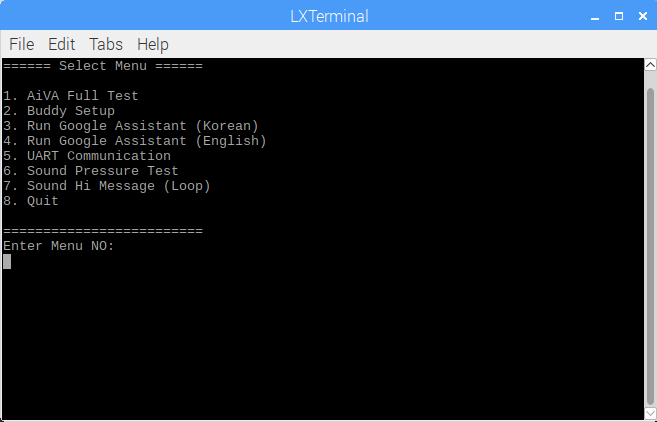 LXTerminal
File Edit Tabs Help
====== Select Menu ======
1. AiVA Full Test
2. Buddy Setup
3. Run Google Assistant (Korean)
4. Run Google Assistant (English)
5. UART Communication
6. Sound Pressure Test
7. Sound Hi Message (Loop)
8. Quit
=========================
Enter Menu NO: